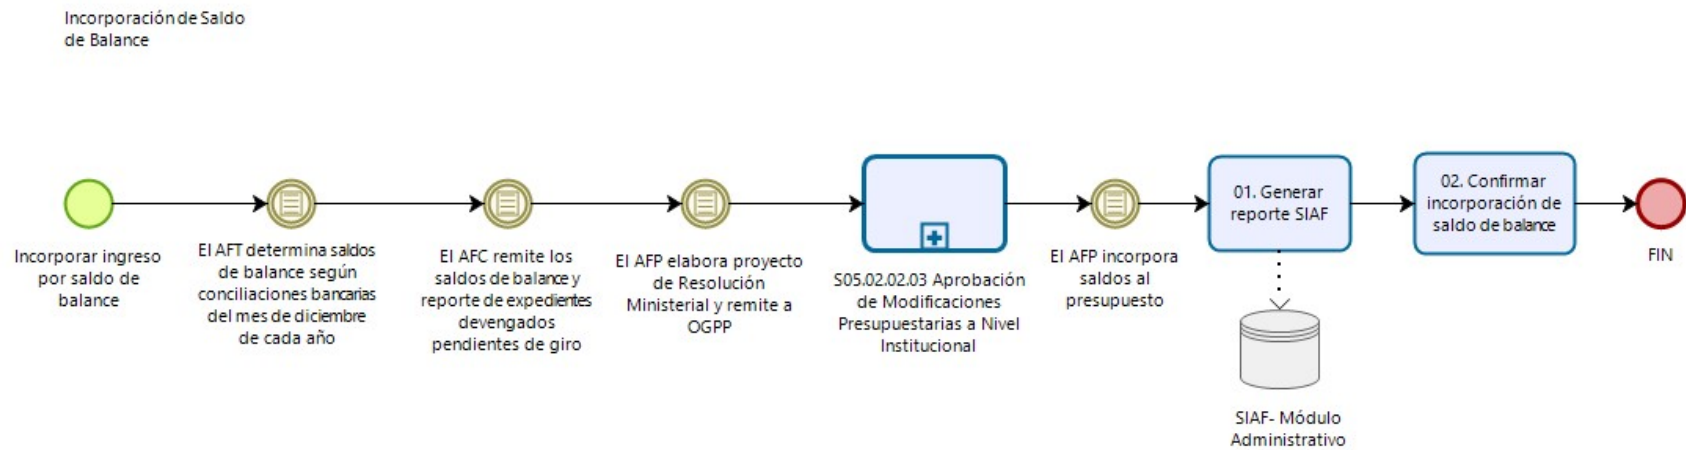 Incorporación de Saldo
de Balance
Incorporar ingreso
por saldo de
balance
El AFT determina saldos
de balance según
conciliaciones bancarias
del mes de diciembre
de cada año
El AFC remite los
saldos de balance y
reporte de expedientes
devengados
pendientes de giro
El AFP elabora proyecto
de Resolución
Ministerial y remite a
OGPP
S05.02.02.03 Aprobación
de Modificaciones
Presupuestarias a Nivel
Institucional
El AFP incorpora
saldos al
presupuesto
01. Generar
reporte SIAF
SIAF- Módulo
Administrativo
02. Confirmar
incorporación de
saldo de balance
FIN